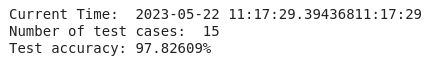 Current Time:  2023-05-22 11:17:29.39436811:17:29
Number of test cases:  15
Test accuracy: 97.82609%